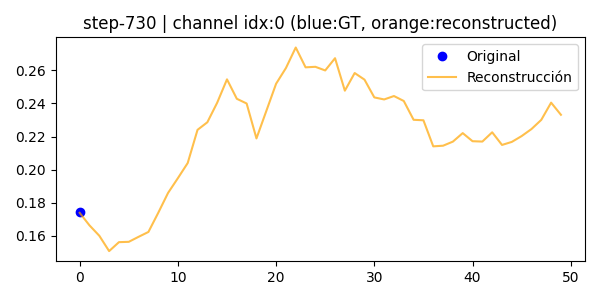 step-730 | channel idx:0 (blue:GT, orange:reconstructed)
Original
Reconstrucción
0.26
0.24
0.22
0.20
0.18
0.16
0 10 20 30 40 50